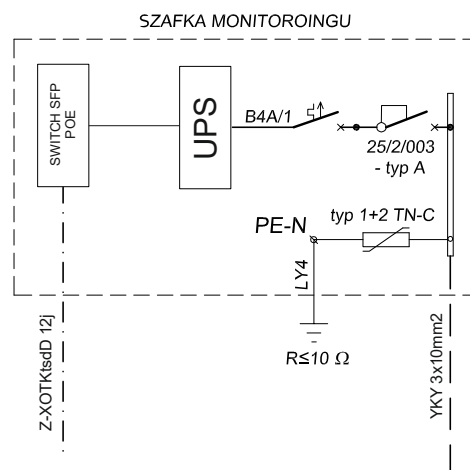 SZAFKA MONITOROINGU
SWITCH SFP
POE
UPS
B4A/1
25/2/003
- typ A
typ 1+2 TN-C
PE-N
LY4
R≤10 Ω
Z-XOTKtsdD 12j
YKY 3x10mm2